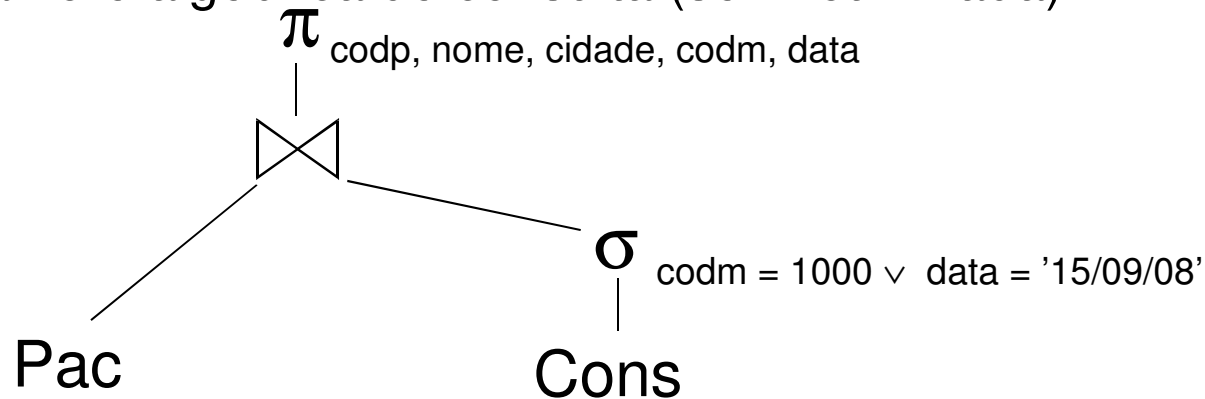 π codp, nome, cidade, codm, data
σ codm = 1000 ∨ data = '15/09/08'
Pac
Cons